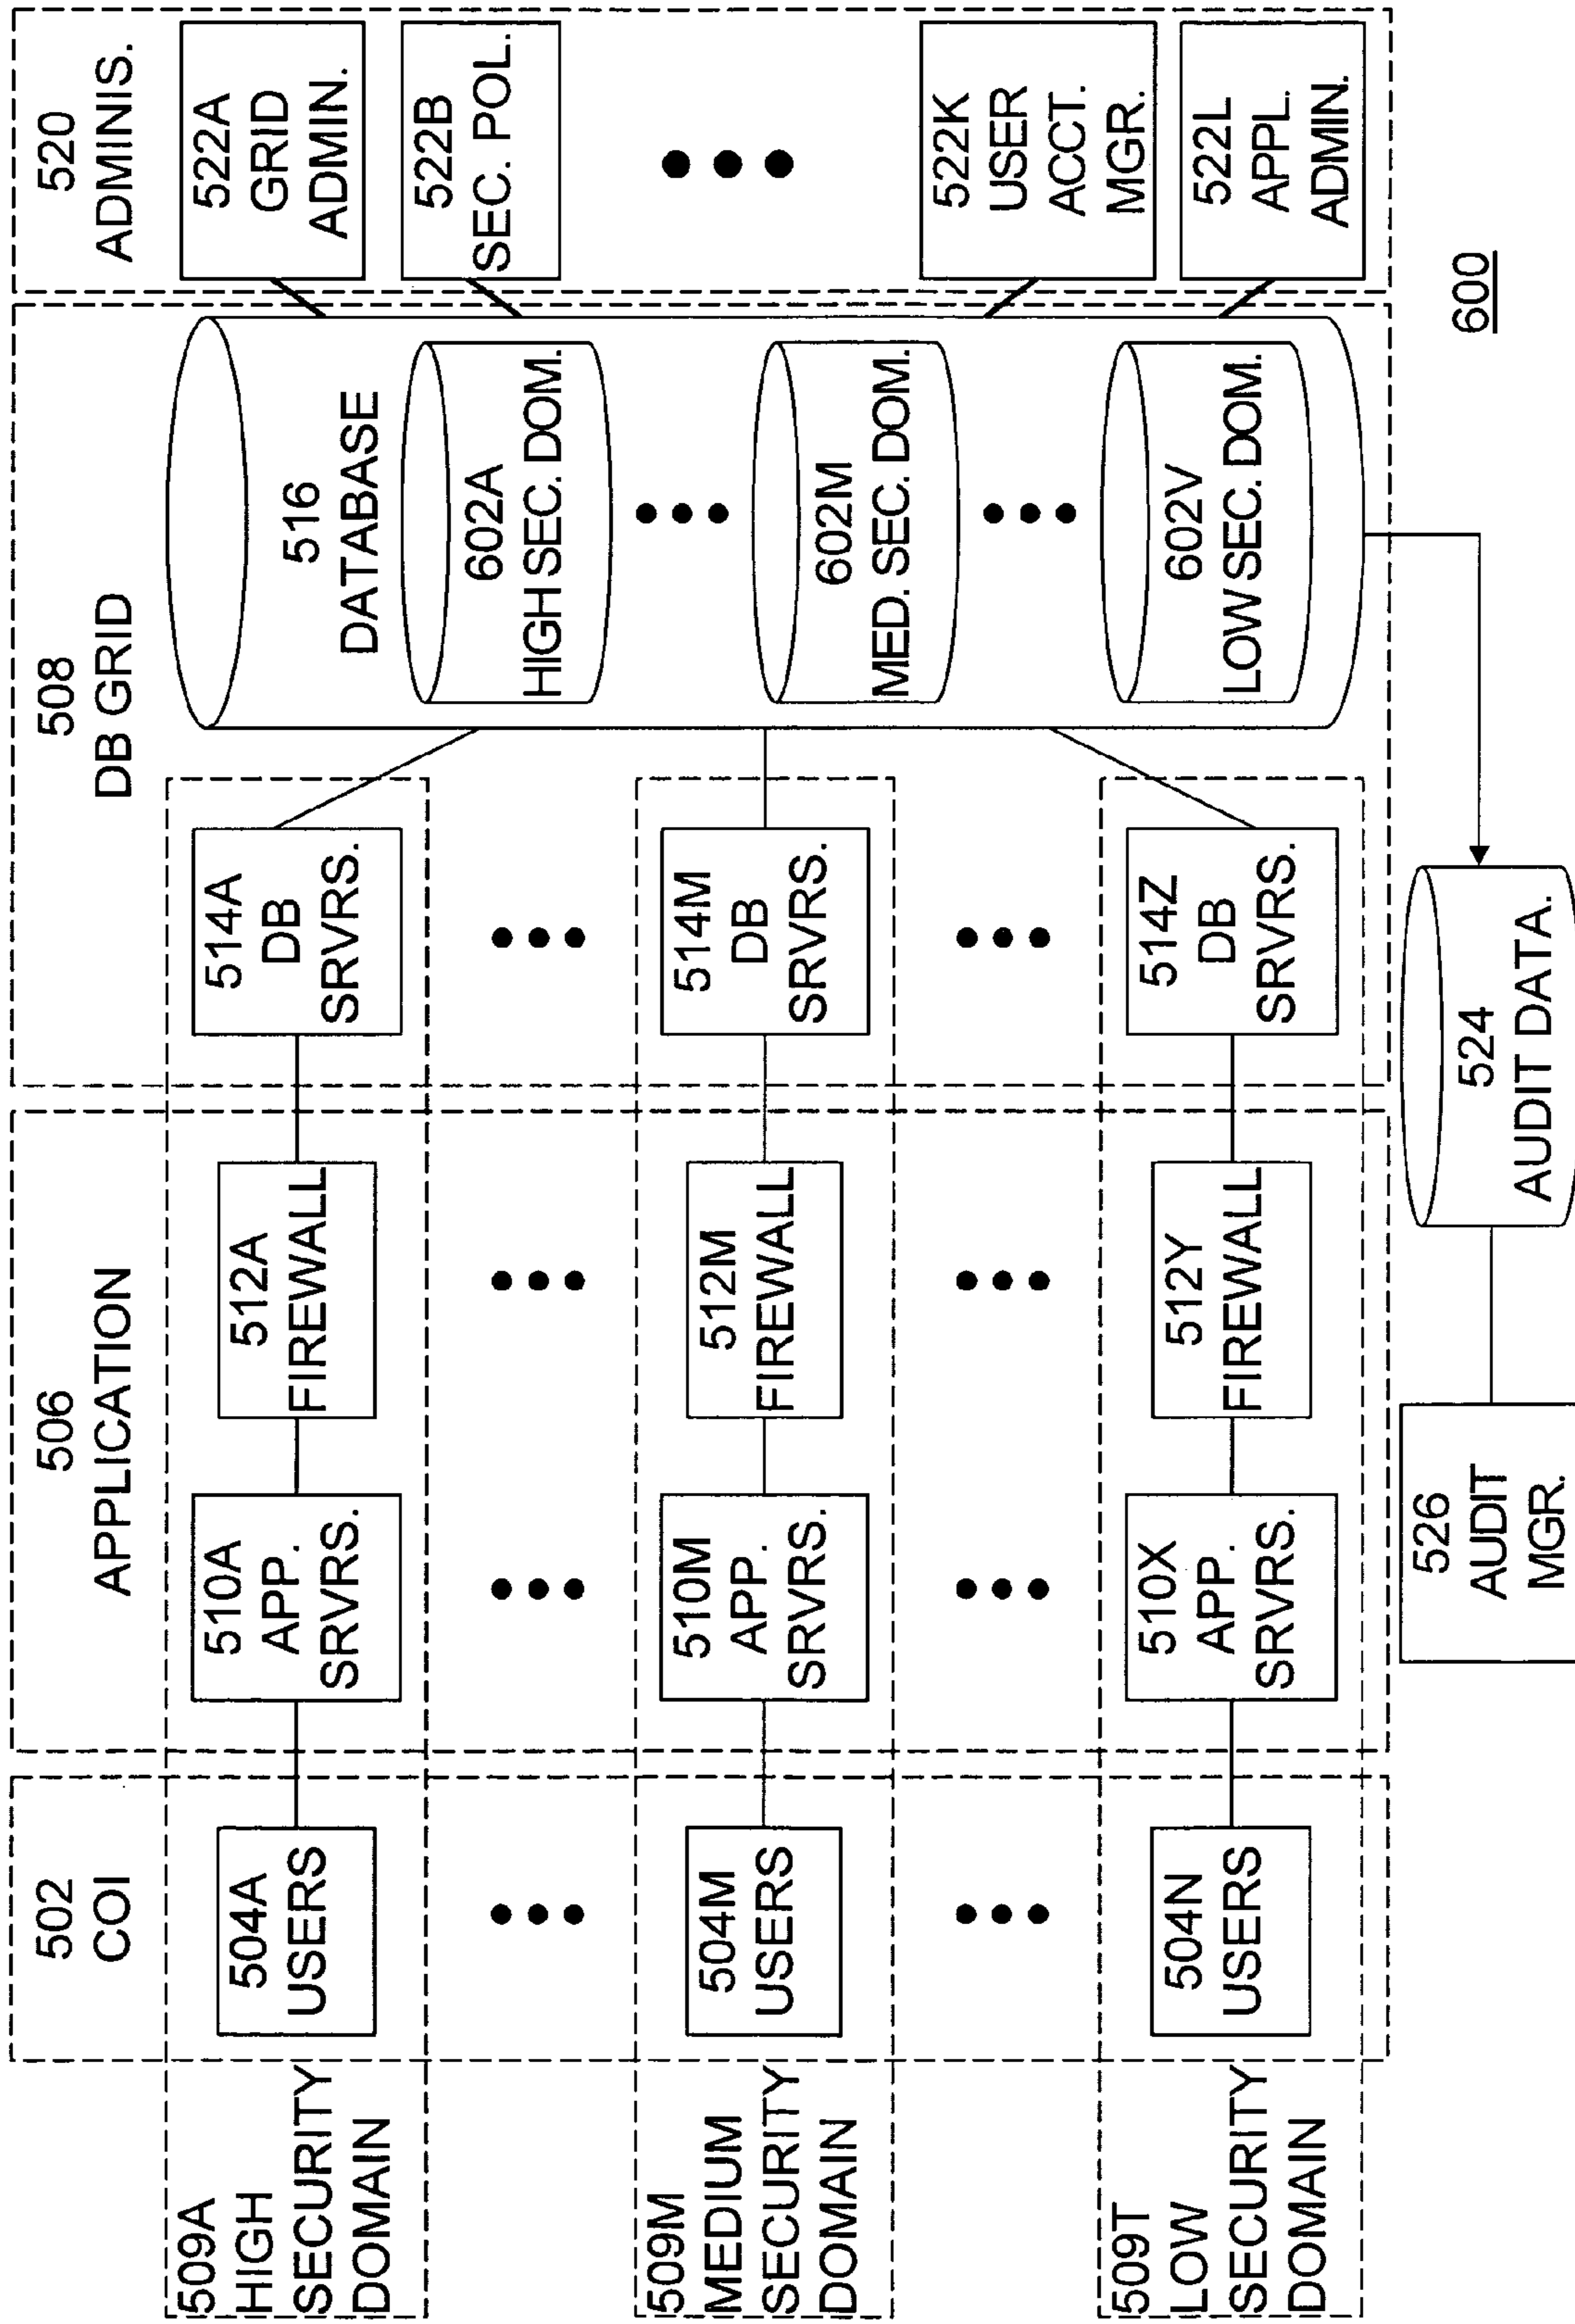 502
COI
506
APPLICATION
508
DB GRID
520
ADMINIS.
509A
HIGH
SECURITY
DOMAIN
504A
USERS
510A
APP.
SRVRS.
512A
FIREWALL
514A
DB
SRVRS.
516
DATABASE
522A
GRID
ADMIN.
602A
HIGH SEC. DOM.
522B
SEC. POL.
509M
MEDIUM
SECURITY
DOMAIN
504M
USERS
510M
APP.
SRVRS.
512M
FIREWALL
514M
DB
SRVRS.
602M
MED. SEC. DOM.
522K
USER
ACCT.
MGR.
509T
LOW
SECURITY
DOMAIN
504N
USERS
510X
APP.
SRVRS.
512Y
FIREWALL
514Z
DB
SRVRS.
602V
LOW SEC. DOM.
522L
APPL.
ADMIN.
526
AUDIT
MGR.
524
AUDIT DATA.
600